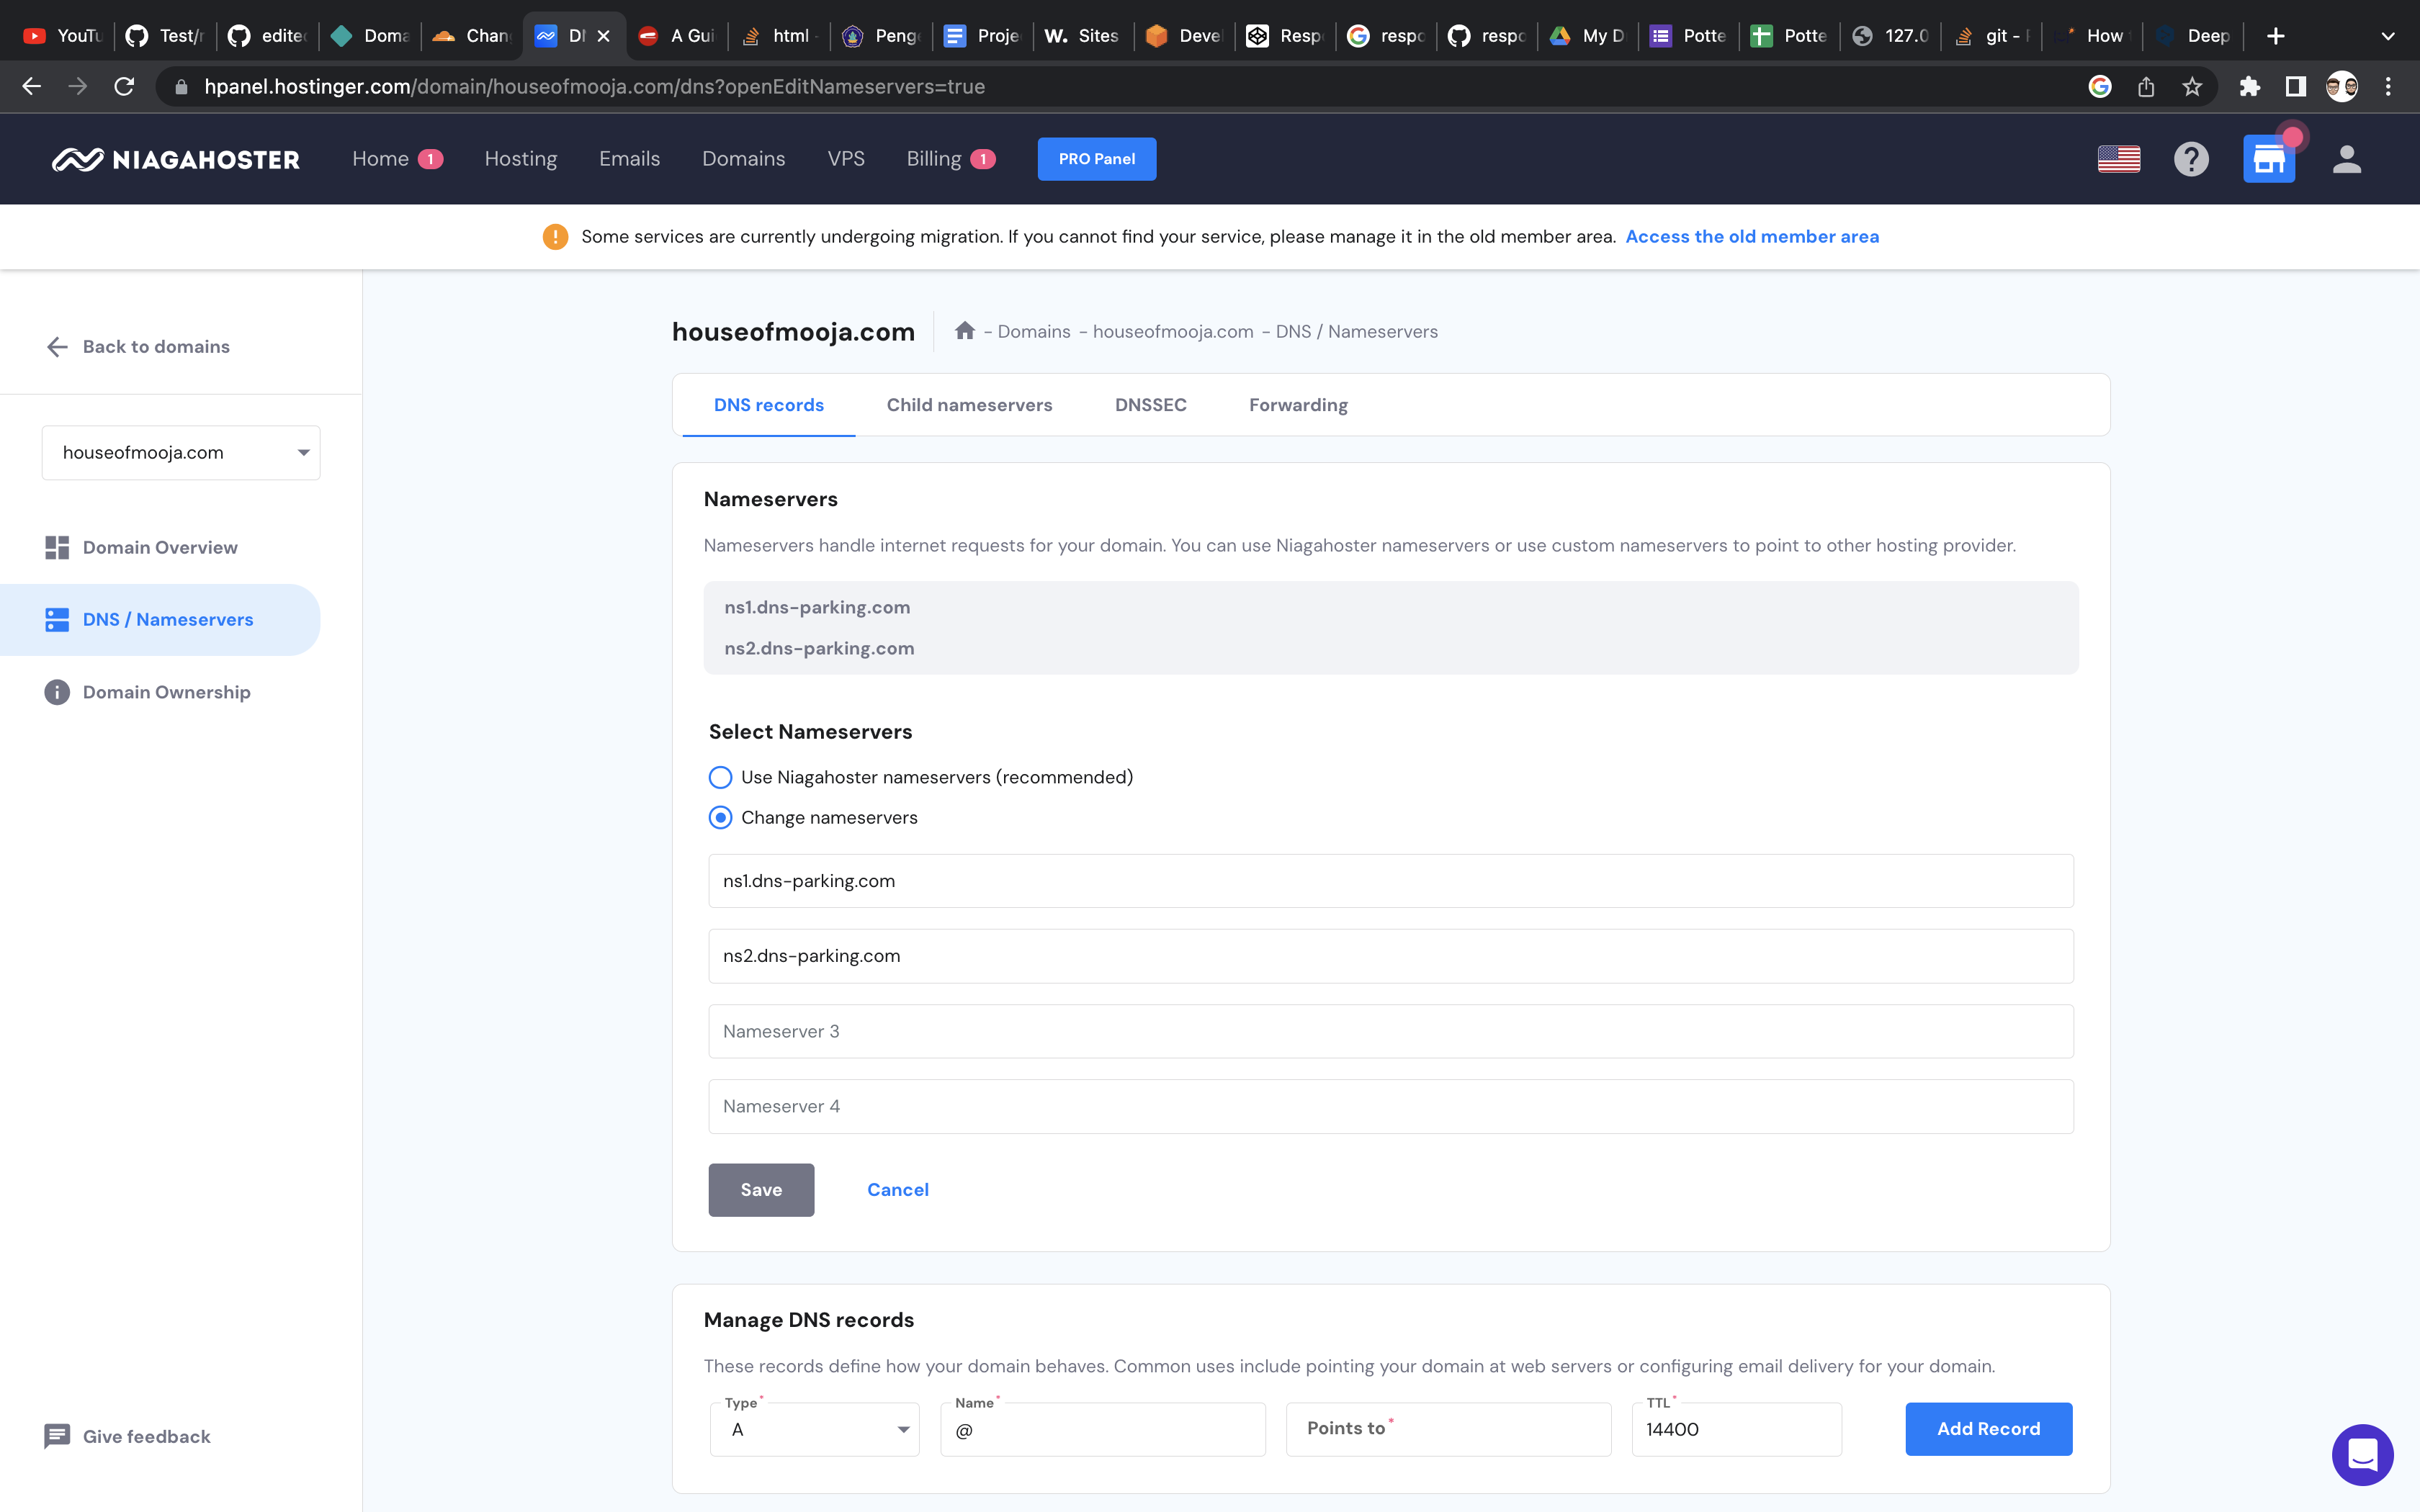 YouTu
Test/r
edited
Doma
Chan
DN
A Gui
html -
Peng
Proje
Sites
Devel
Resp
respo
respo
My D
Potte
Potte
127.0
git -
How
Deep
hpanel.hostinger.com/domain/houseofmooja.com/dns?openEditNameservers=true
NIAGAHOSTER
Home 1
Hosting
Emails
Domains
VPS
Billing 1
PRO Panel
Some services are currently undergoing migration. If you cannot find your service, please manage it in the old member area. Access the old member area
Back to domains
houseofmooja.com
Domain Overview
DNS / Nameservers
Domain Ownership
Give feedback
houseofmooja.com
- Domains - houseofmooja.com - DNS / Nameservers
DNS records
Child nameservers
DNSSEC
Forwarding
Nameservers
Nameservers handle internet requests for your domain. You can use Niagahoster nameservers or use custom nameservers to point to other hosting provider.
ns1.dns-parking.com
ns2.dns-parking.com
Select Nameservers
Use Niagahoster nameservers (recommended)
Change nameservers
ns1.dns-parking.com
ns2.dns-parking.com
Nameserver 3
Nameserver 4
Save
Cancel
Manage DNS records
These records define how your domain behaves. Common uses include pointing your domain at web servers or configuring email delivery for your domain.
Type *
A
Name *
@
Points to *
TTL *
14400
Add Record